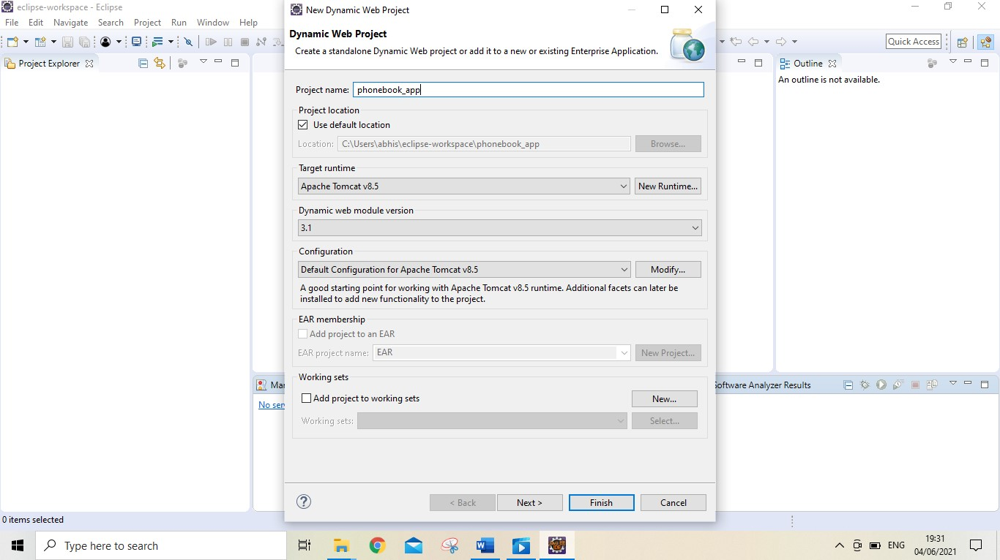 eclipse-workspace - Eclipse
File Edit Navigate Search Project Run Window Help
Quick Access
Project Explorer
Outline
An outline is not available.
New Dynamic Web Project
Dynamic Web Project
Create a standalone Dynamic Web project or add it to a new or existing Enterprise Application.
Project name: phonebook_app
Project location
Use default location
Location: C:\Users\abhis\eclipse-workspace\phonebook_app Browse...
Target runtime
Apache Tomcat v8.5 New Runtime...
Dynamic web module version
3.1
Configuration
Default Configuration for Apache Tomcat v8.5 Modify...
A good starting point for working with Apache Tomcat v8.5 runtime. Additional facets can later be
installed to add new functionality to the project.
EAR membership
Add project to an EAR
EAR project name: EAR New Project...
Working sets
Add project to working sets New...
Working sets: Select...
< Back Next > Finish Cancel
Mar
No serv
Software Analyzer Results
0 items selected
Type here to search
Java EE
IDE
ENG
19:31
04/06/2021